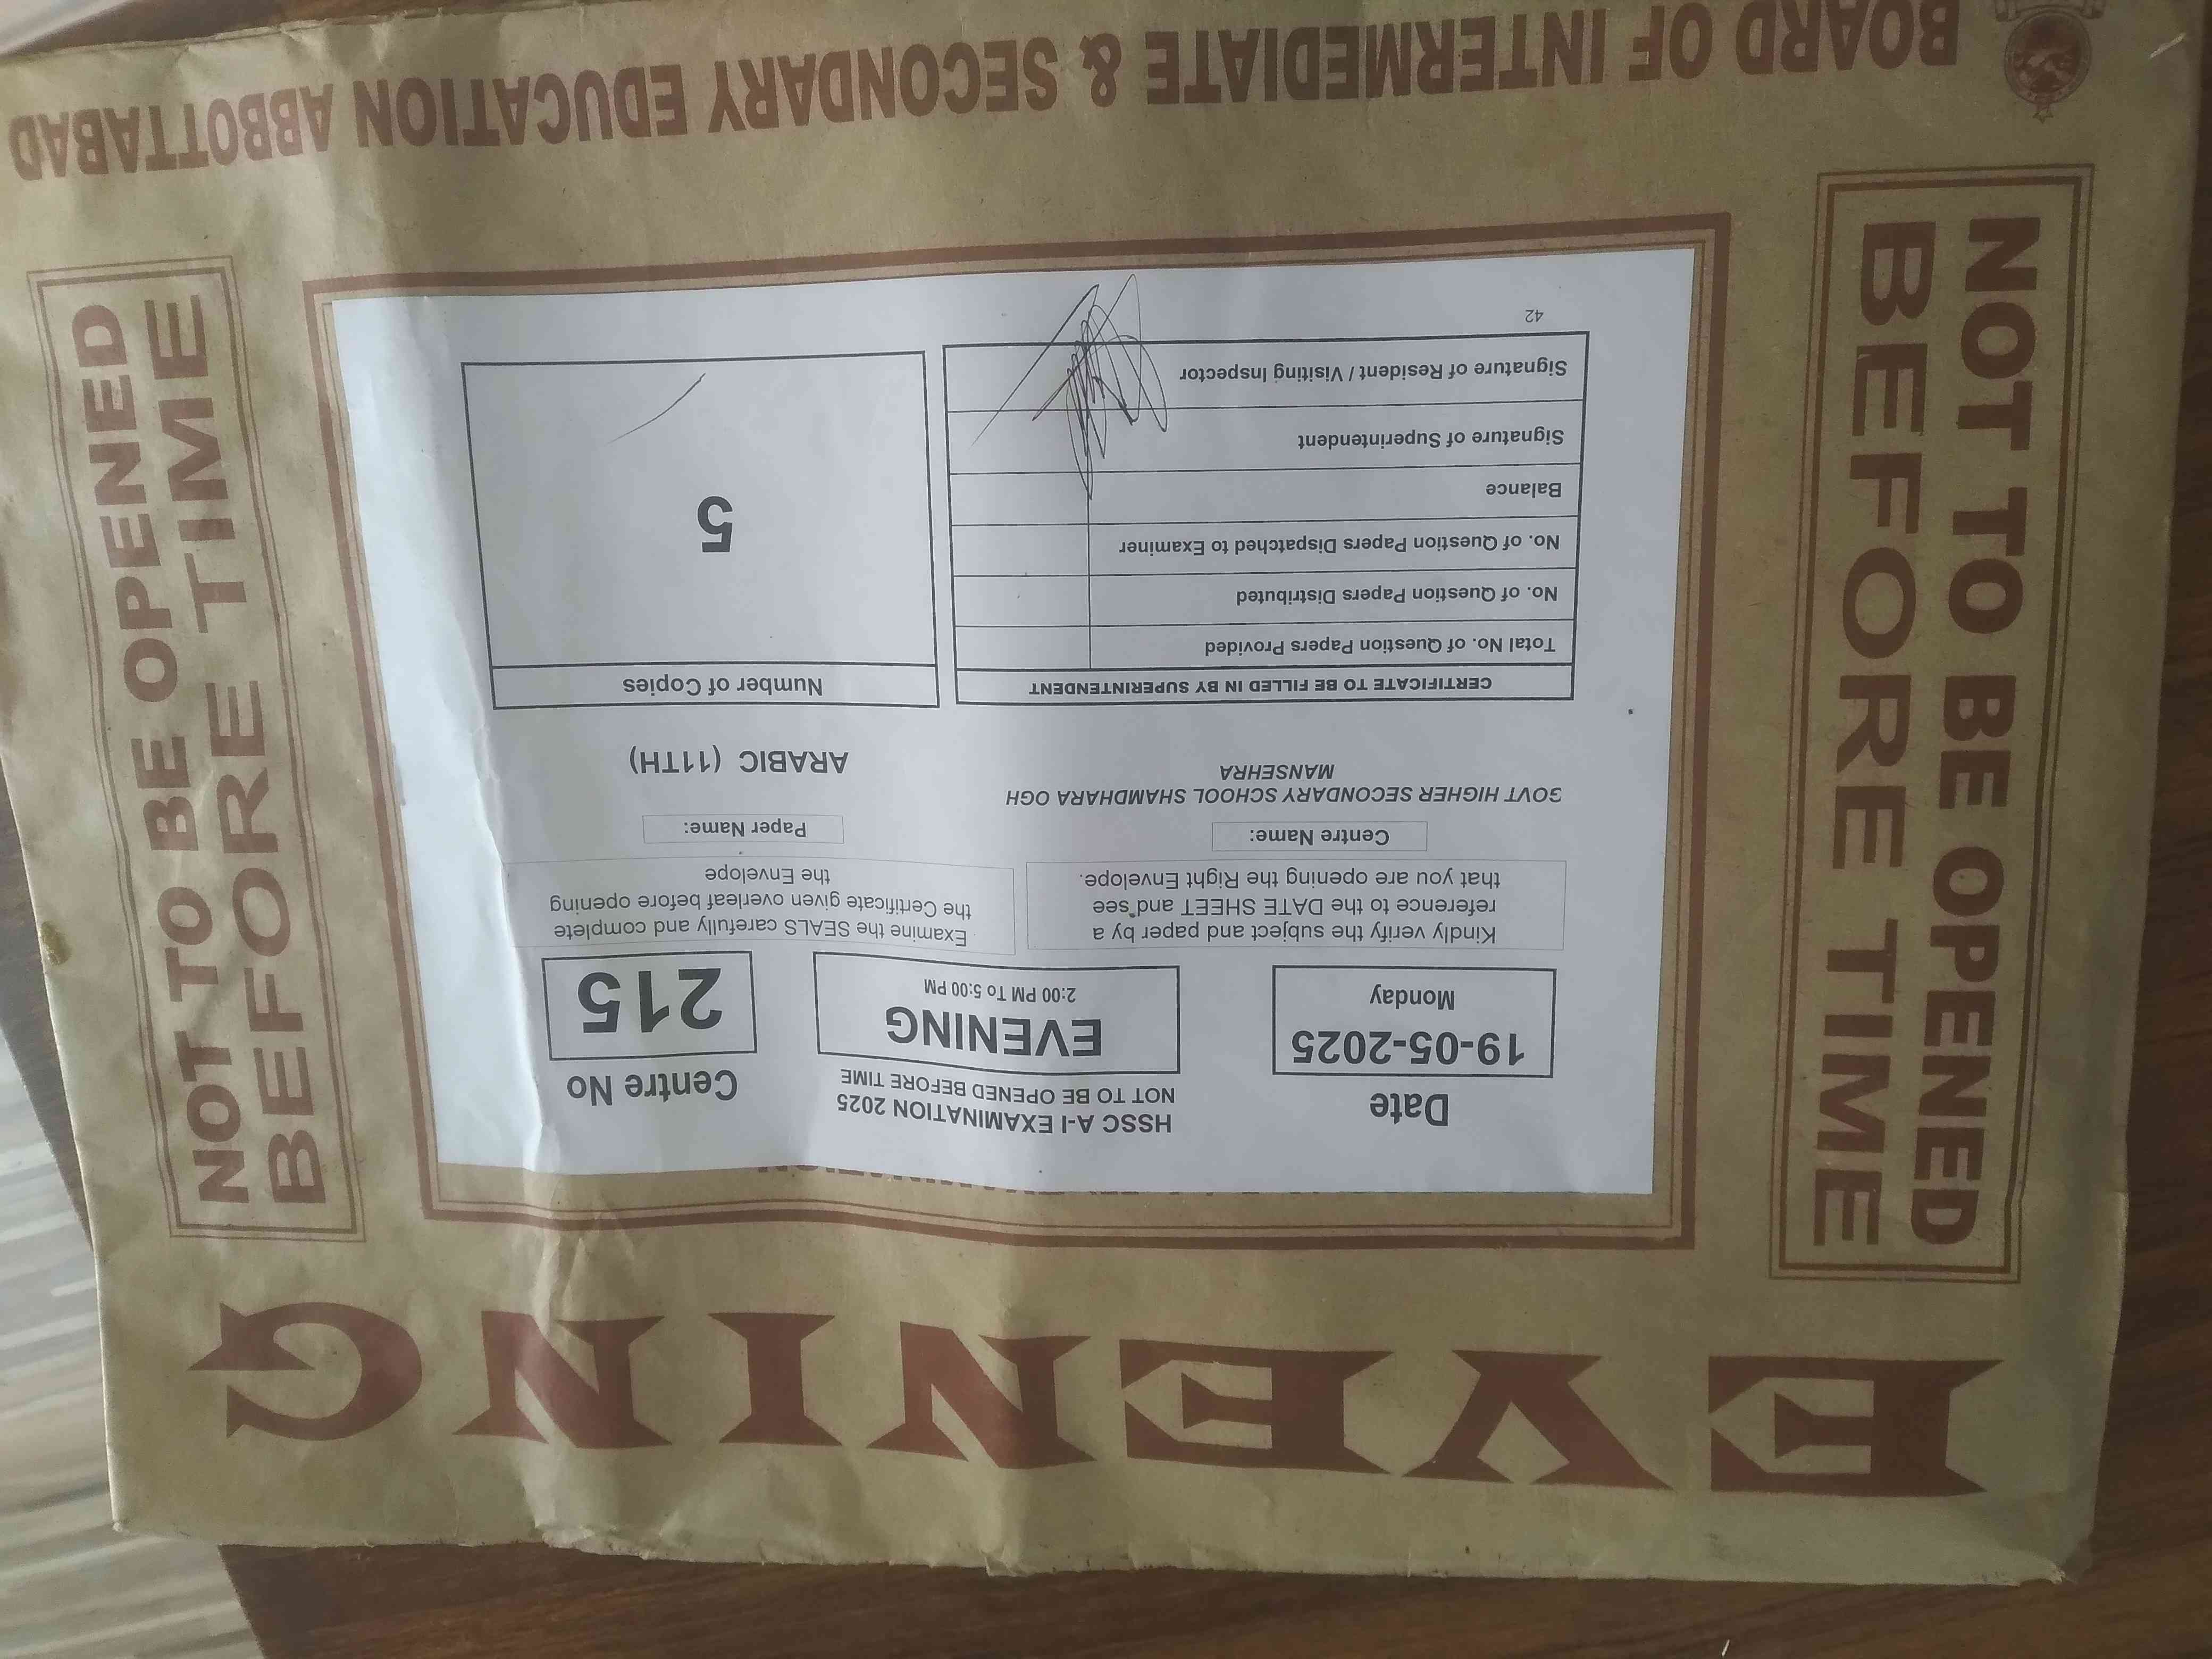 EVENING
NOT TO BE OPENED
BEFORE TIME
HSSC A-I EXAMINATION 2025
NOT TO BE OPENED BEFORE TIME
Date
19-05-2025
Monday
EVENING
2:00 PM To 5:00 PM
Centre No
215
Kindly verify the subject and paper by a
reference to the DATE SHEET and see
that you are opening the Right Envelope.
Examine the SEALS carefully and complete
the Certificate given overleaf before opening
the Envelope
Centre Name:
GOVT HIGHER SECONDARY SCHOOL SHAMDHARA OGH
MANSEHRA
Paper Name:
ARABIC (11TH)
CERTIFICATE TO BE FILLED IN BY SUPERINTENDENT
Total No. of Question Papers Provided
No. of Question Papers Distributed
No. of Question Papers Dispatched to Examiner
Balance
Signature of Superintendent
Signature of Resident / Visiting Inspector
42
Number of Copies
5
NOT TO BE OPENED
BEFORE TIME
BOARD OF INTERMEDIATE & SECONDARY EDUCATION ABBOTTABAD